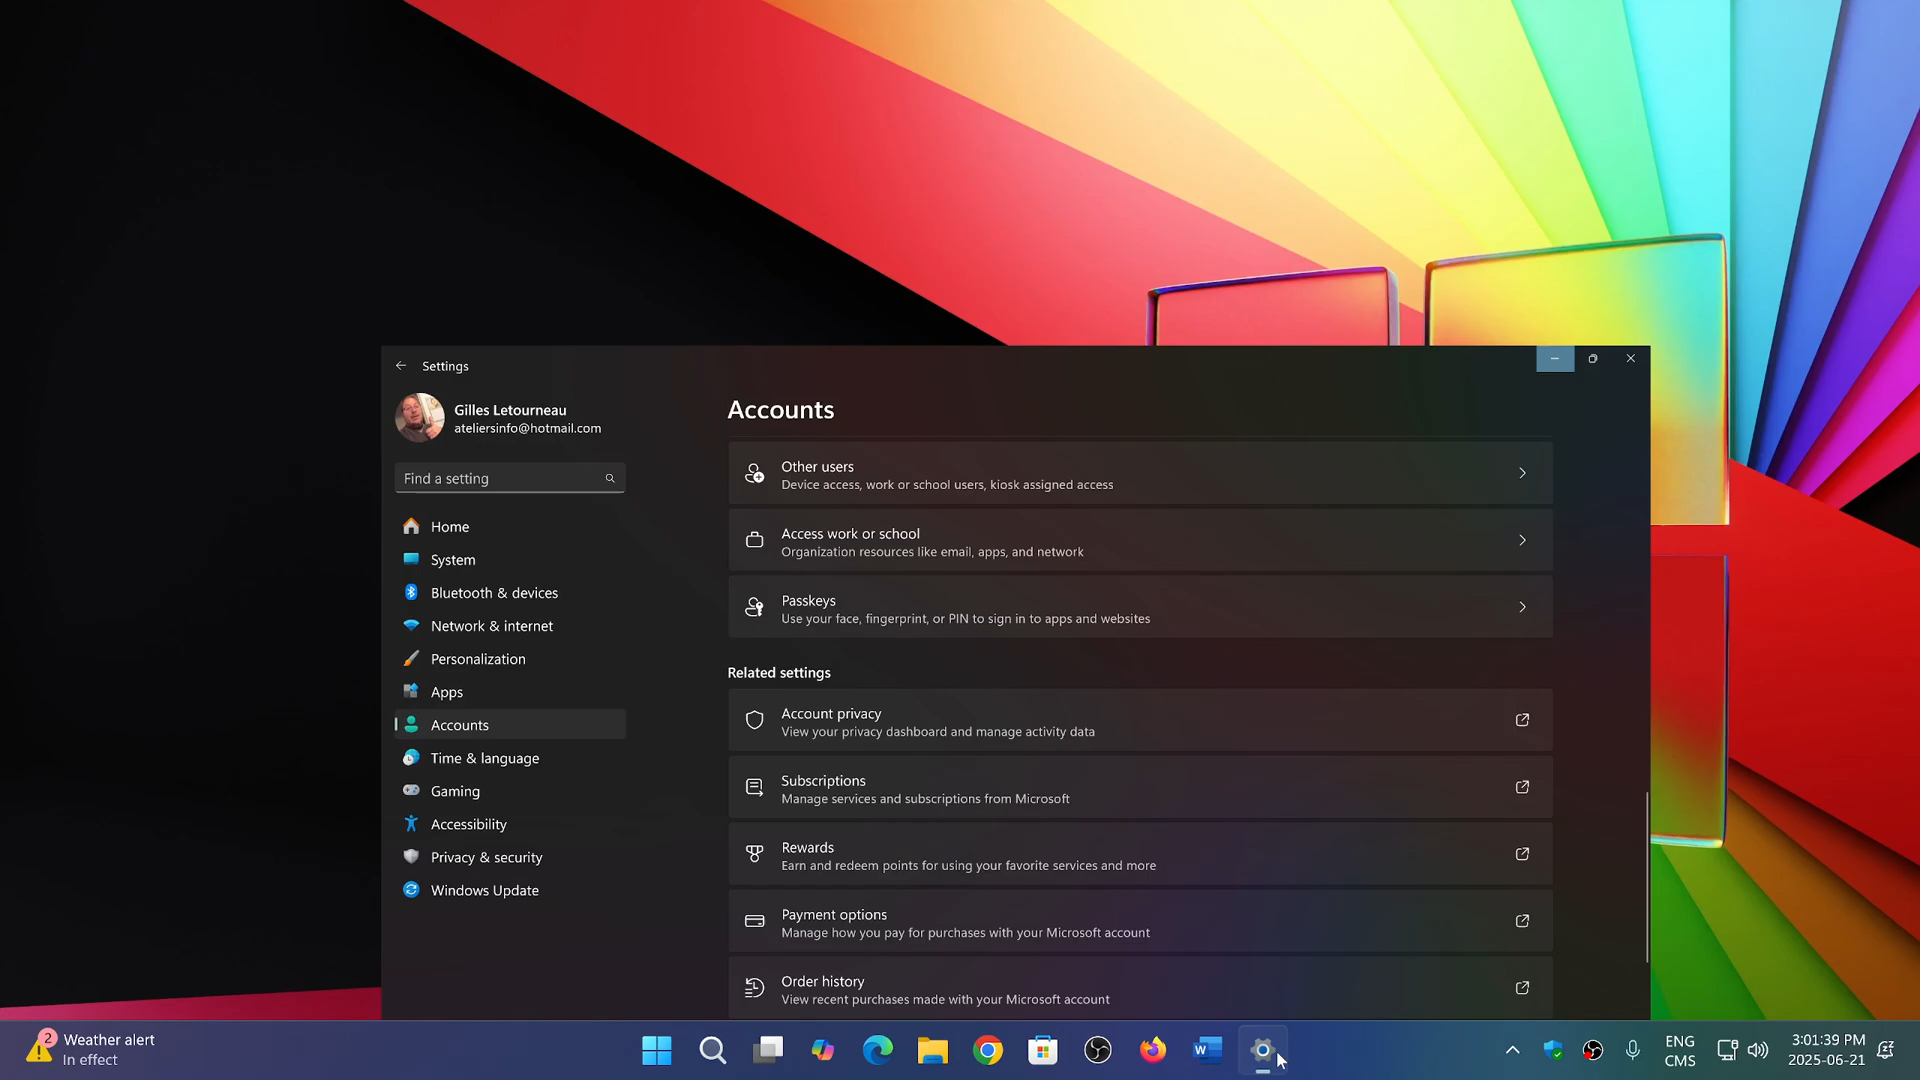 Settings
Gilles Letourneau
ateliersinfo@hotmail.com
Find a setting
Home
System
Bluetooth & devices
Network & internet
Personalization
Apps
Accounts
Time & language
Gaming
Accessibility
Privacy & security
Windows Update
Accounts
Other users
Device access, work or school users, kiosk assigned access
Access work or school
Organization resources like email, apps, and network
Passkeys
Use your face, fingerprint, or PIN to sign in to apps and websites
Related settings
Account privacy
View your privacy dashboard and manage activity data
Subscriptions
Manage services and subscriptions from Microsoft
Rewards
Earn and redeem points for using your favorite services and more
Payment options
Manage how you pay for purchases with your Microsoft account
Order history
View recent purchases made with your Microsoft account
2
Weather alert
In effect
W
ENG
CMS
3:01:39 PM
2025-06-21